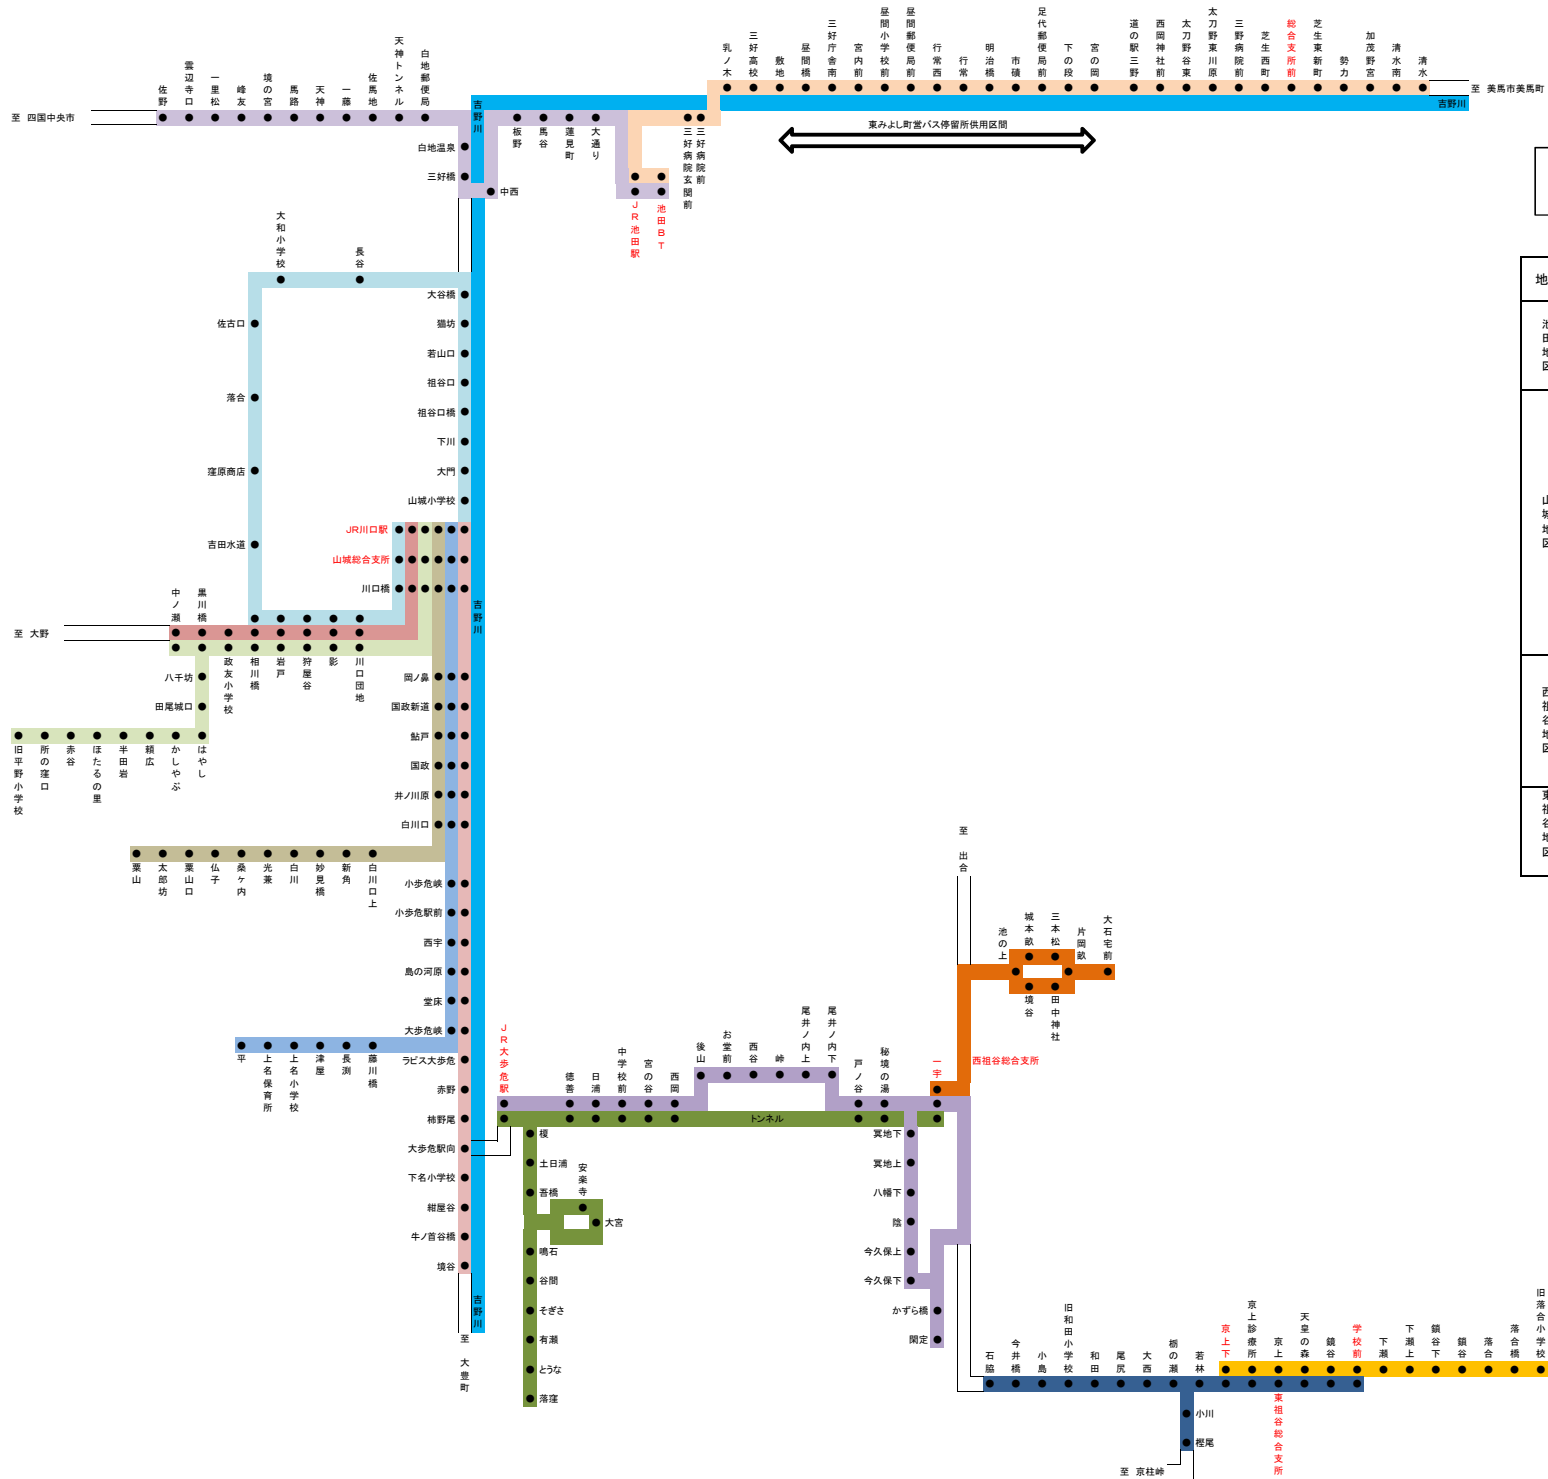 至 四国中央市
佐野
雲辺寺口
一里松
峰友
境の宮
馬路
天神
一藤
佐馬地
天神トンネル
白地郵便局
吉野川
板野
馬谷
蓮見町
大通り
三好病院玄関前
三好病院前
乳ノ木
三好高校
敷地
昼間橋
三好庁舎南
宮内前
昼間小学校前
昼間郵便局前
行常西
行常
明治橋
市磧
足代郵便局前
下の段
宮の岡
道の駅三野
西岡神社前
太刀野谷東
太刀野東川原
三野病院前
芝生西町
総合支所前
芝生東新町
勢力
加茂野宮
清水南
清水
至 美馬市美馬町
吉野川
東みよし町営バス停留所供用区間
白地温泉
三好橋
中西
JR池田駅
池田BT
大和小学校
長谷
大谷橋
佐古口
猫坊
若山口
祖谷口
落合
祖谷口橋
下川
窪原商店
大門
山城小学校
JR川口駅
吉田水道
山城総合支所
川口橋
吉野川
中ノ瀬
黒川橋
至 大野
政友小学校
相川橋
岩戸
狩屋谷
影
川口団地
八千坊
田尾城口
旧平野小学校
所の窪口
赤谷
ほたるの里
半田岩
頼広
かしやぶ
はやし
岡ノ鼻
国政新道
鮎戸
国政
井ノ川原
白川口
粟山
太郎坊
粟山口
仏子
桑ケ内
光兼
白川
妙見橋
新角
白川口上
小歩危峡
小歩危駅前
西宇
島の河原
堂床
大歩危峡
平
上名保育所
上名小学校
津屋
長渕
藤川橋
ラピス大歩危
赤野
柿野尾
大歩危駅向
下名小学校
紺屋谷
牛ノ首谷橋
境谷
吉野川
至 大豊町
JR大歩危駅
徳善
日浦
中学校前
宮の谷
西岡
後山
お堂前
西谷
峠
尾井ノ内上
尾井ノ内下
戸ノ谷
秘境の湯
一宇
西祖谷総合支所
トンネル
至 出合
池の上
城本畝
三本松
片岡畝
大石宅前
境谷
田中神社
榎
土日浦
吾橋
安楽寺
大宮
鳴石
谷間
そぎさ
有瀬
とうな
落窪
冥地下
冥地上
八幡下
陰
今久保上
今久保下
かずら橋
閑定
石脇
今井橋
小島
旧和田小学校
和田
尾尻
大西
栃の瀬
若林
京上下
京上診療所
京上
天皇の森
鏡谷
学校前
下瀬
下瀬上
鎖谷下
鎖谷
落合
落合橋
旧落合小学校
東祖谷総合支所
小川
樫尾
至 京柱峠
地
池田地区
山城地区
西祖谷地区
東祖谷地区